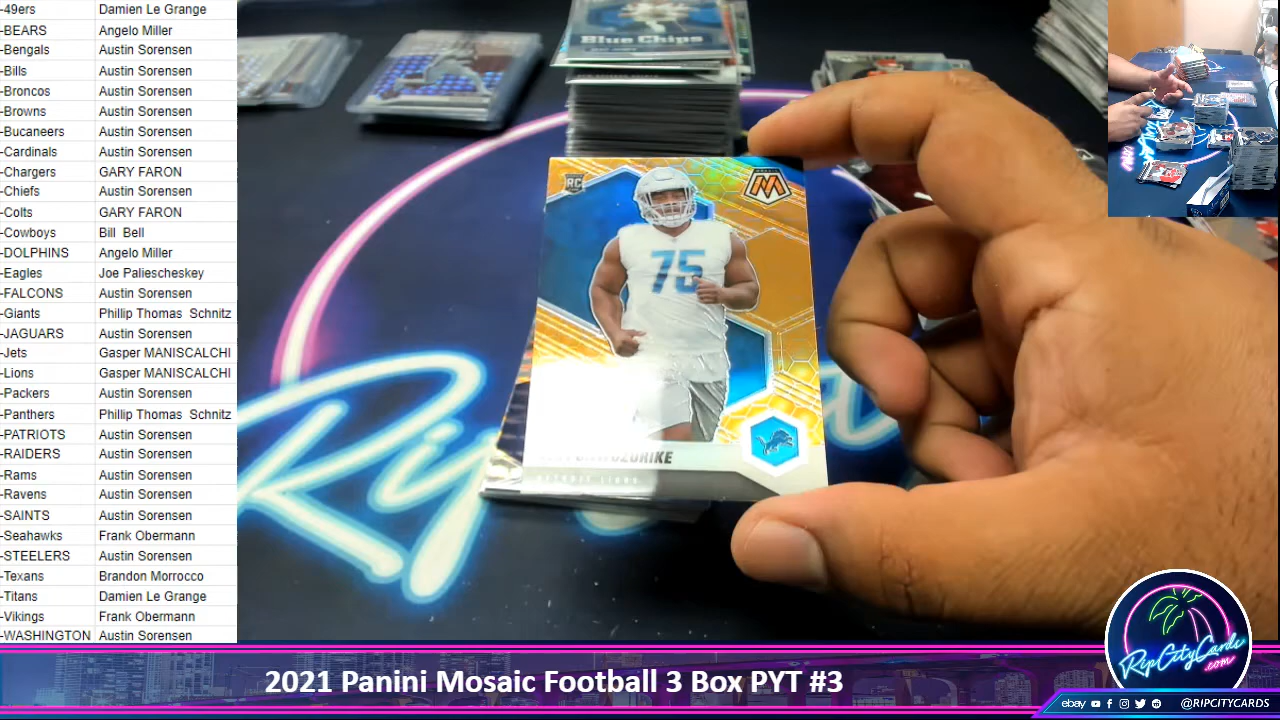 -49ers Damien Le Grange
-BEARS Angelo Miller
-Bengals Austin Sorensen
-Bills Austin Sorensen
-Broncos Austin Sorensen
-Browns Austin Sorensen
-Bucaneers Austin Sorensen
-Cardinals Austin Sorensen
-Chargers GARY FARON
-Chiefs Austin Sorensen
-Colts GARY FARON
-Cowboys Bill Bell
-DOLPHINS Angelo Miller
-Eagles Joe Paliescheskey
-FALCONS Austin Sorensen
-Giants Phillip Thomas Schnitz
-JAGUARS Austin Sorensen
-Jets Gasper MANISCALCHI
-Lions Gasper MANISCALCHI
-Packers Austin Sorensen
-Panthers Phillip Thomas Schnitz
-PATRIOTS Austin Sorensen
-RAIDERS Austin Sorensen
-Rams Austin Sorensen
-Ravens Austin Sorensen
-SAINTS Austin Sorensen
-Seahawks Frank Obermann
-STEELERS Austin Sorensen
-Texans Brandon Morrocco
-Titans Damien Le Grange
-Vikings Frank Obermann
-WASHINGTON Austin Sorensen
Blue Chips
RC
75
DETROIT LIONS
Rip
RipCityCards
.com
2021 Panini Mosaic Football 3 Box PYT #3
ebay @RIPCITYCARDS